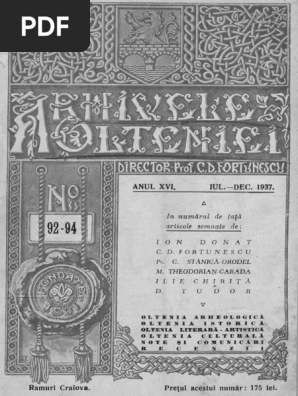 PDF
ARHIVELE
OLTENIEI
DIRECTOR: Prof. C.D. FORTUNESCU
No
92-94
ANUL XVI,
IUL.—DEC. 1937.
In numărul de față
articole semnate de:
ION DONAT
C. D. FORTUNESCU
Pr. C. STĂNICĂ-ORODEL
M. THEODORIAN-CARADA
ILIE CHIRIȚĂ
D. TUDOR
OLTENIA ARHEOLOGICĂ
OLTENIA ISTORICĂ
OLTENIA LITERARĂ - ARTISTICĂ
OLTENIA CULTURALĂ
NOTE ȘI COMUNICĂRI
RECENZII
Ramuri Craiova.
Prețul acestui număr: 175 lei.